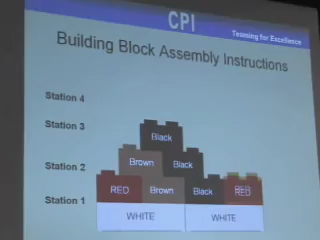 CPI
Teaming for Excellence
Building Block Assembly Instructions
Station 4
Station 3
Black
Station 2
Brown Black
RED Brown Black RED
Station 1
WHITE WHITE